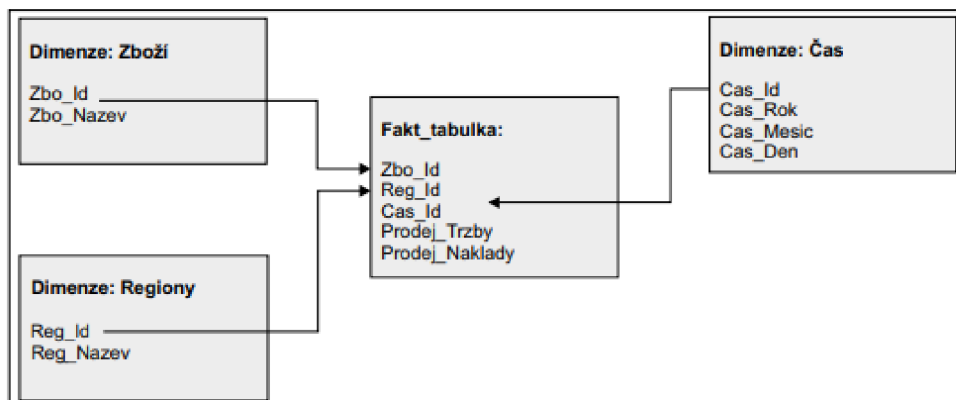 Dimenze: Zboží
Zbo_Id
Zbo_Nazev
Dimenze: Regiony
Reg_Id
Reg_Nazev
Fakt_tabulka:
Zbo_Id
Reg_Id
Cas_Id
Prodej_Trzby
Prodej_Naklady
Dimenze: Čas
Cas_Id
Cas_Rok
Cas_Mesic
Cas_Den